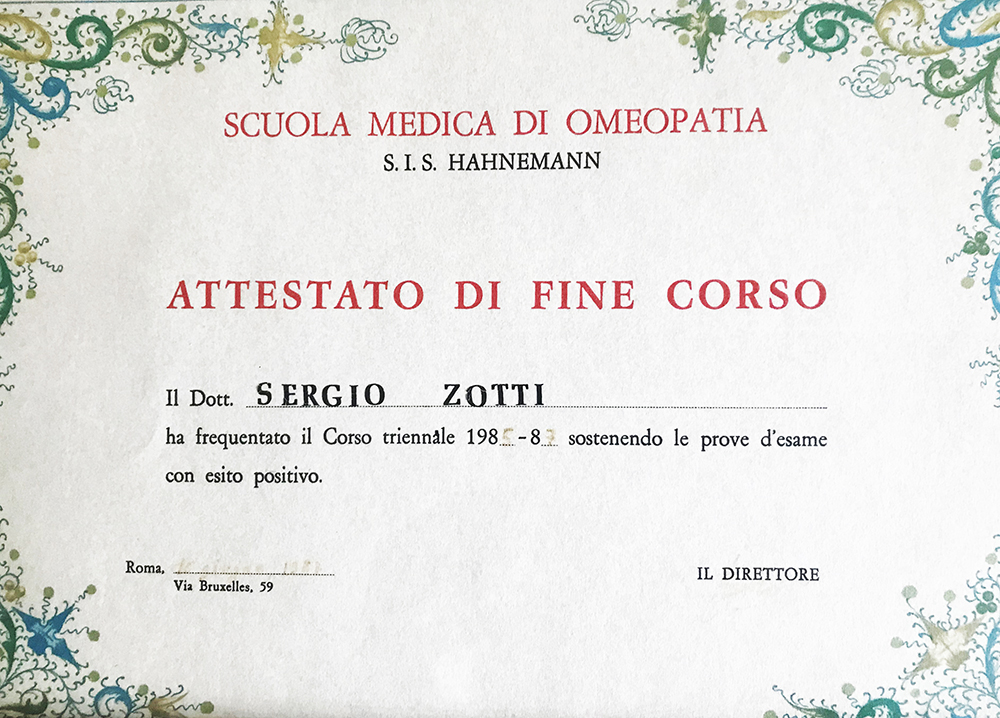 SCUOLA MEDICA DI OMEOPATIA
S.I.S. HAHNEMANN
ATTESTATO DI FINE CORSO
Il Dott. SERGIO ZOTTI
ha frequentato il Corso triennale 198 -8 sostenendo le prove d'esame
con esito positivo.
Roma,
Via Bruxelles, 59
IL DIRETTORE